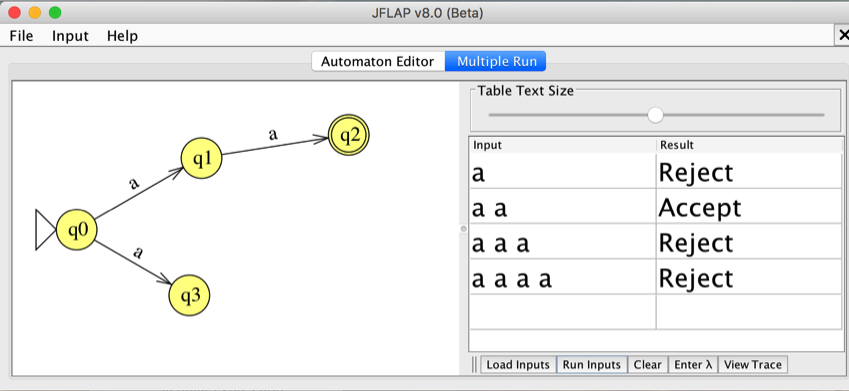 JFLAP v8.0 (Beta)
File Input Help
Automaton Editor Multiple Run
q0
a
q1
a
q2
a
q3
Table Text Size
Input Result
a Reject
a a Accept
a a a Reject
a a a a Reject
Load Inputs Run Inputs Clear Enter λ View Trace